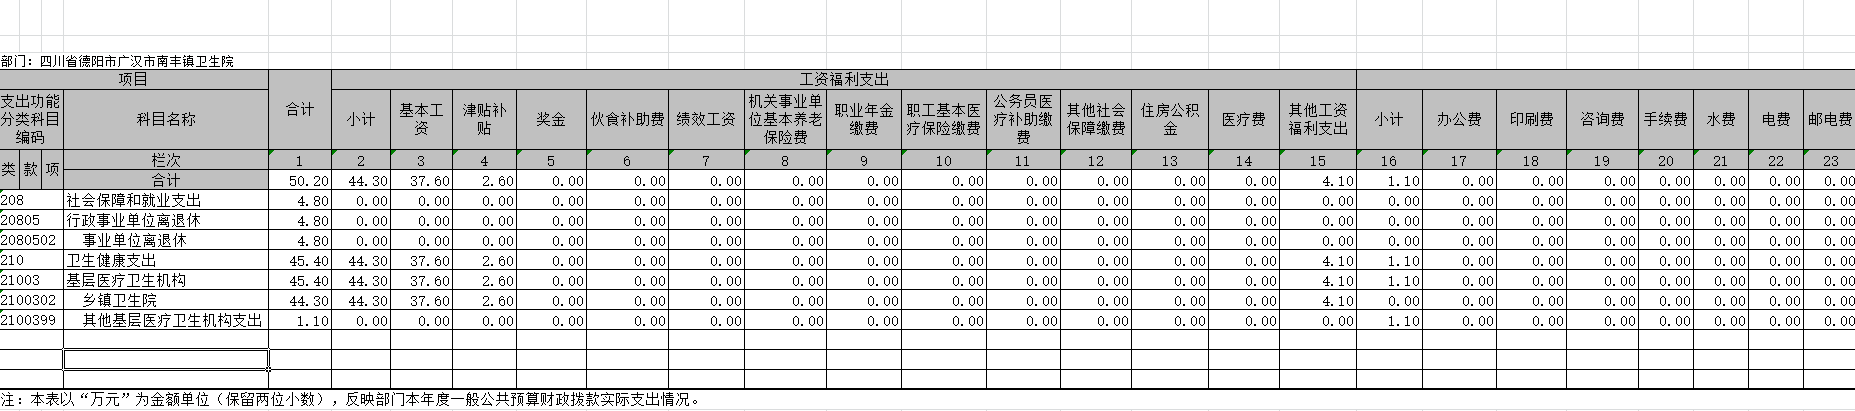 部门：四川省德阳市广汉市南丰镇卫生院
项目 合计 工资福利支出
支出功能分类科目编码 科目名称 小计 基本工资 津贴补贴 奖金 伙食补助费 绩效工资 机关事业单位基本养老保险费 职业年金缴费 职工基本医疗保险缴费 公务员医疗补助缴费 其他社会保障缴费 住房公积金 医疗费 其他工资福利支出 小计 办公费 印刷费 咨询费 手续费 水费 电费 邮电费
类 款 项 栏次 1 2 3 4 5 6 7 8 9 10 11 12 13 14 15 16 17 18 19 20 21 22 23
合计 50.20 44.30 37.60 2.60 0.00 0.00 0.00 0.00 0.00 0.00 0.00 0.00 0.00 0.00 4.10 1.10 0.00 0.00 0.00 0.00 0.00 0.00 0.00
208 社会保障和就业支出 4.80 0.00 0.00 0.00 0.00 0.00 0.00 0.00 0.00 0.00 0.00 0.00 0.00 0.00 0.00 0.00 0.00 0.00 0.00 0.00 0.00 0.00 0.00
20805 行政事业单位离退休 4.80 0.00 0.00 0.00 0.00 0.00 0.00 0.00 0.00 0.00 0.00 0.00 0.00 0.00 0.00 0.00 0.00 0.00 0.00 0.00 0.00 0.00 0.00
2080502 事业单位离退休 4.80 0.00 0.00 0.00 0.00 0.00 0.00 0.00 0.00 0.00 0.00 0.00 0.00 0.00 0.00 0.00 0.00 0.00 0.00 0.00 0.00 0.00 0.00
210 卫生健康支出 45.40 44.30 37.60 2.60 0.00 0.00 0.00 0.00 0.00 0.00 0.00 0.00 0.00 0.00 4.10 1.10 0.00 0.00 0.00 0.00 0.00 0.00 0.00
21003 基层医疗卫生机构 45.40 44.30 37.60 2.60 0.00 0.00 0.00 0.00 0.00 0.00 0.00 0.00 0.00 0.00 4.10 1.10 0.00 0.00 0.00 0.00 0.00 0.00 0.00
2100302 乡镇卫生院 44.30 44.30 37.60 2.60 0.00 0.00 0.00 0.00 0.00 0.00 0.00 0.00 0.00 0.00 4.10 0.00 0.00 0.00 0.00 0.00 0.00 0.00 0.00
2100399 其他基层医疗卫生机构支出 1.10 0.00 0.00 0.00 0.00 0.00 0.00 0.00 0.00 0.00 0.00 0.00 0.00 0.00 0.00 1.10 0.00 0.00 0.00 0.00 0.00 0.00 0.00
注：本表以“万元”为金额单位（保留两位小数），反映部门本年度一般公共预算财政拨款实际支出情况。